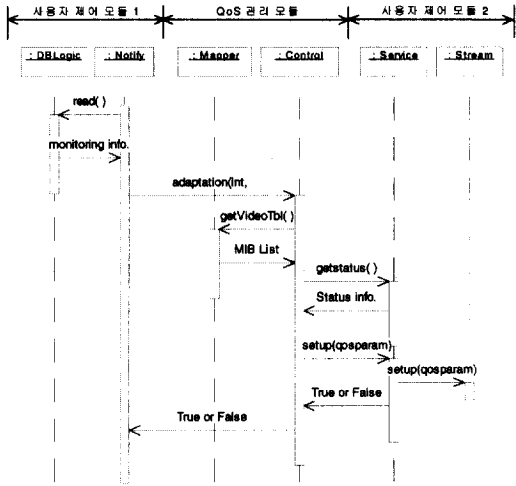 사용자 제어 모듈 1
QoS 관리 모듈
사용자 제어 모듈 2
: DBLogic
: Notify
: Mapper
: Control
: Service
: Stream
read( )
monitoring info.
adaptation(int,
getVideoTbl( )
MIB List
getstatus( )
Status info.
setup(qosparam)
setup(qosparam)
True or False
True or False